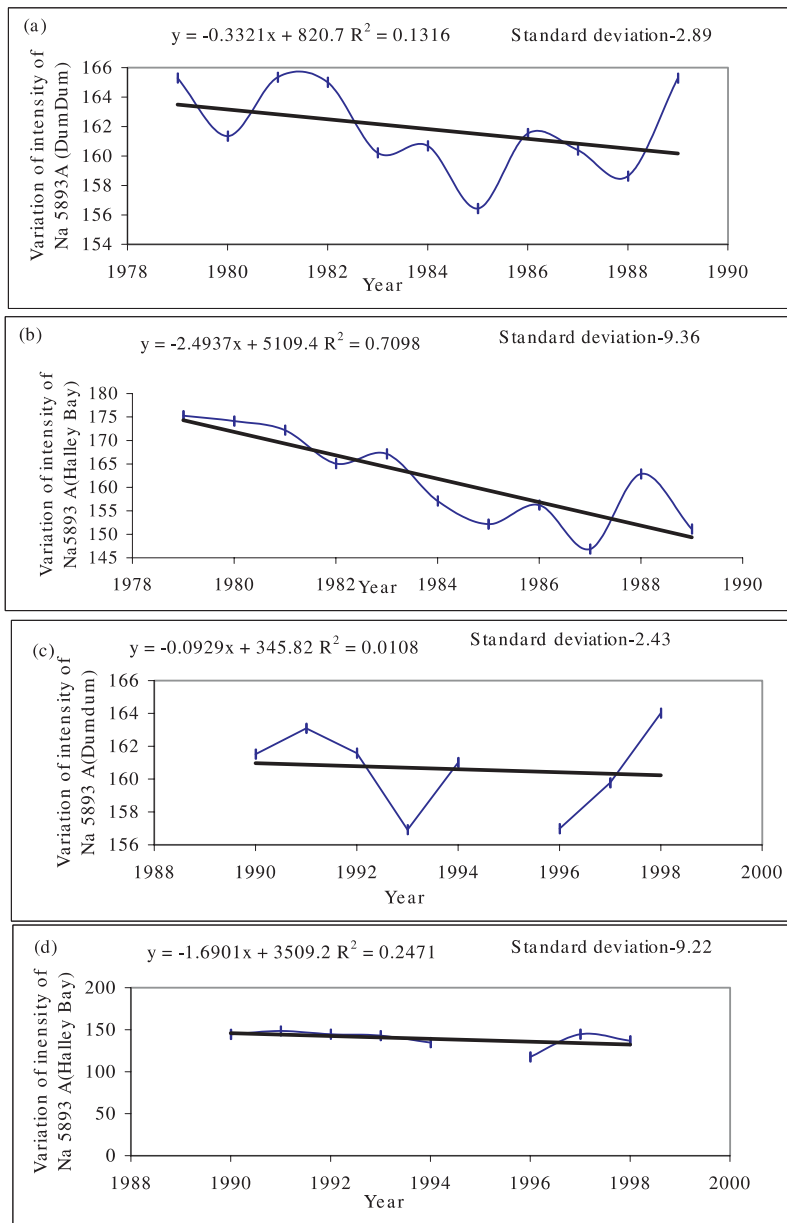 (a)
y = -0.3321x + 820.7 R² = 0.1316 Standard deviation-2.89
Variation of intensity of
Na 5893A (DumDum)
166
164
162
160
158
156
154
1978 1980 1982 1984 1986 1988 1990
Year
(b)
y = -2.4937x + 5109.4 R² = 0.7098 Standard deviation-9.36
Variation of intensity of
Na5893 A(Halley Bay)
180
175
170
165
160
155
150
145
1978 1980 1982 1984 1986 1988 1990
Year
(c)
y = -0.0929x + 345.82 R² = 0.0108 Standard deviation-2.43
Variation of intensity of
Na 5893 A(Dumdum)
166
164
162
160
158
156
1988 1990 1992 1994 1996 1998 2000
Year
(d)
y = -1.6901x + 3509.2 R² = 0.2471 Standard deviation-9.22
Variation of inensity of
Na 5893 A(Halley Bay)
200
150
100
50
0
1988 1990 1992 1994 1996 1998 2000
Year